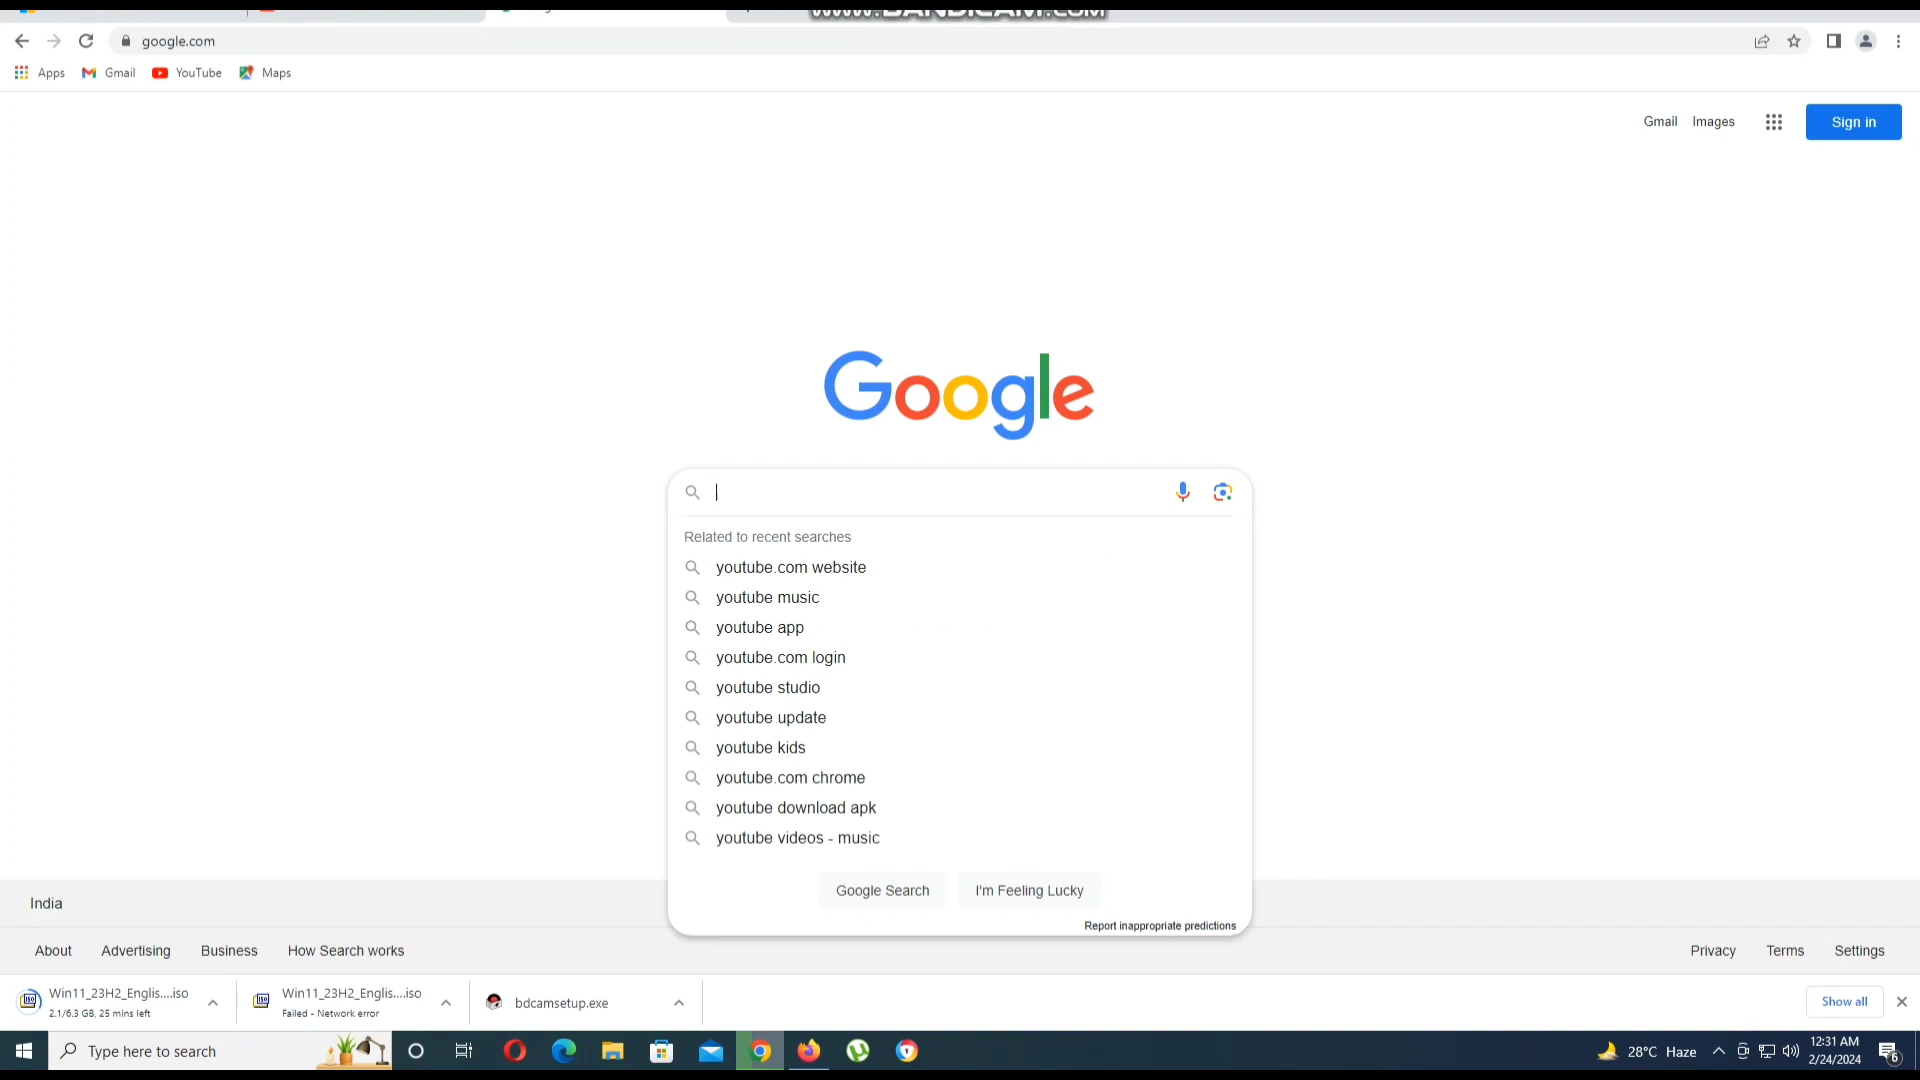 www.BANDICAM.com
google.com
Apps
Gmail
YouTube
Maps
Gmail
Images
Sign in
Google
Related to recent searches
youtube.com website
youtube music
youtube app
youtube.com login
youtube studio
youtube update
youtube kids
youtube.com chrome
youtube download apk
youtube videos - music
Google Search
I'm Feeling Lucky
Report inappropriate predictions
India
About
Advertising
Business
How Search works
Privacy
Terms
Settings
Win11_23H2_Englis....iso
2.1/6.3 GB, 25 mins left
Win11_23H2_Englis....iso
Failed - Network error
bdcamsetup.exe
Show all
Type here to search
28°C Haze
12:31 AM
2/24/2024
6